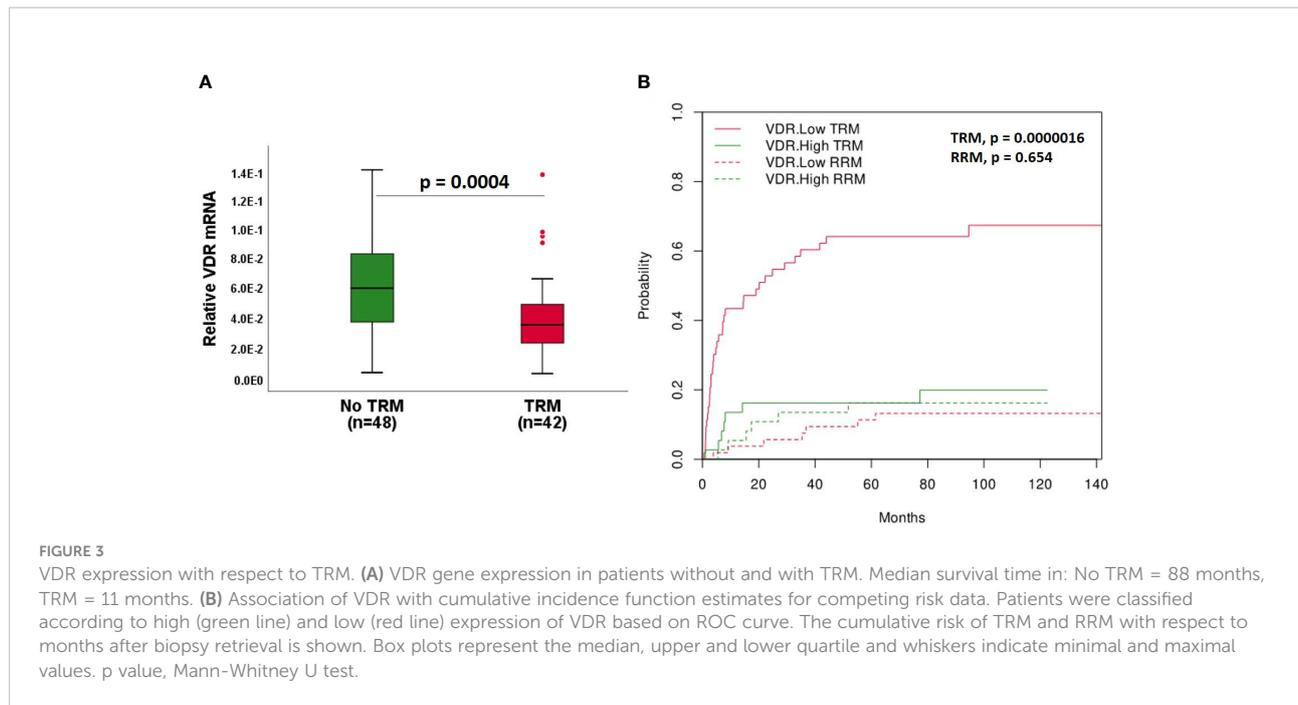 A
Relative VDR mRNA
1.4E-1
1.2E-1
1.0E-1
8.0E-2
6.0E-2
4.0E-2
2.0E-2
0.0E0
p = 0.0004
No TRM
(n=48)
TRM
(n=42)
B
Probability
1.0
0.8
0.6
0.4
0.2
0.0
VDR.Low TRM
VDR.High TRM
VDR.Low RRM
VDR.High RRM
TRM, p = 0.0000016
RRM, p = 0.654
0 20 40 60 80 100 120 140
Months
FIGURE 3
VDR expression with respect to TRM. (A) VDR gene expression in patients without and with TRM. Median survival time in: No TRM = 88 months,
TRM = 11 months. (B) Association of VDR with cumulative incidence function estimates for competing risk data. Patients were classified
according to high (green line) and low (red line) expression of VDR based on ROC curve. The cumulative risk of TRM and RRM with respect to
months after biopsy retrieval is shown. Box plots represent the median, upper and lower quartile and whiskers indicate minimal and maximal
values. p value, Mann-Whitney U test.